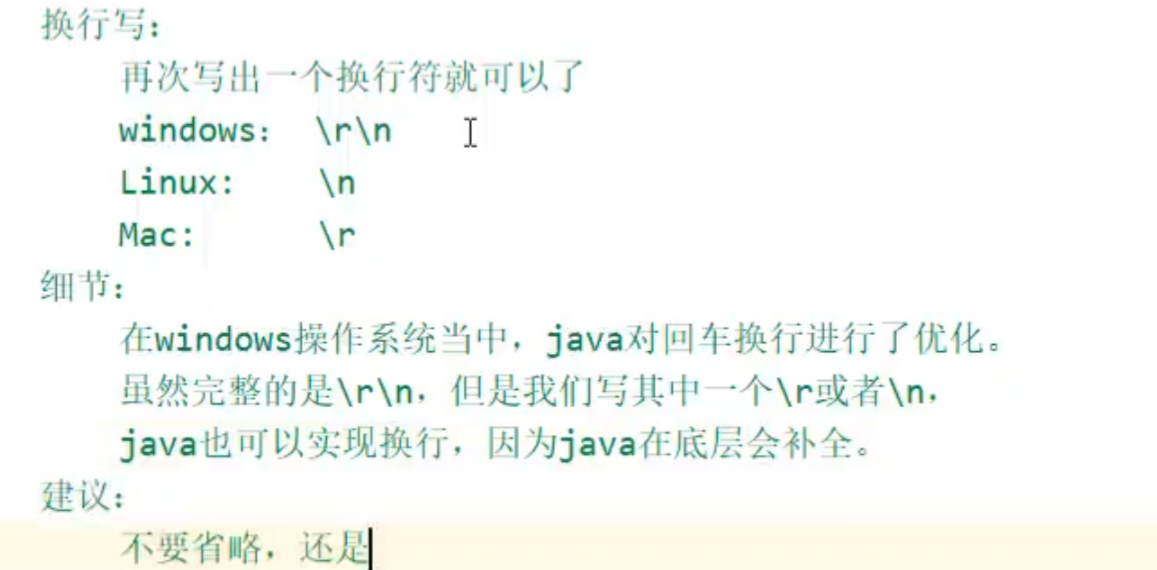 换行写：
再次写出一个换行符就可以了
windows： \r\n
Linux: \n
Mac: \r
细节：
在windows操作系统当中，java对回车换行进行了优化。
虽然完整的是\r\n，但是我们写其中一个\r或者\n，
java也可以实现换行，因为java在底层会补全。
建议：
不要省略，还是